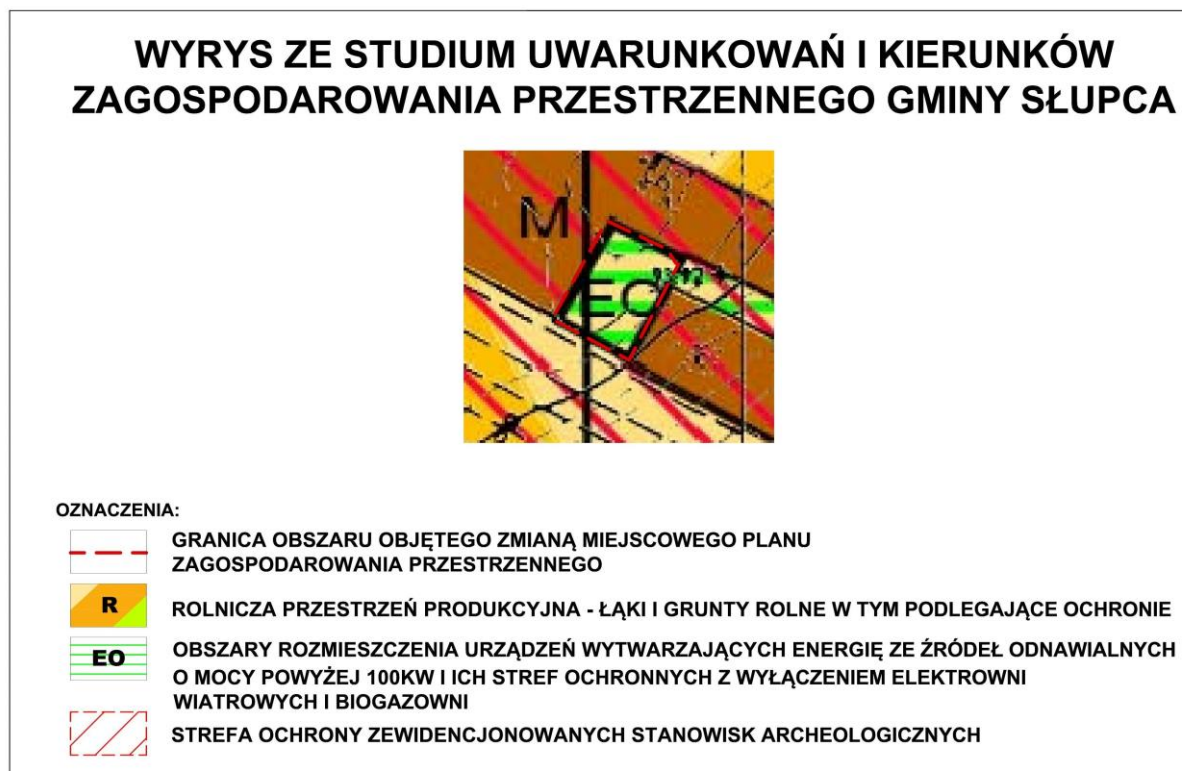 WYRYS ZE STUDIUM UWARUNKOWAŃ I KIERUNKÓW
ZAGOSPODAROWANIA PRZESTRZENNEGO GMINY SŁUPCA
M
EO
OZNACZENIA:
GRANICA OBSZARU OBJĘTEGO ZMIANĄ MIEJSCOWEGO PLANU
ZAGOSPODAROWANIA PRZESTRZENNEGO
R
ROLNICZA PRZESTRZEŃ PRODUKCYJNA - ŁĄKI I GRUNTY ROLNE W TYM PODLEGAJĄCE OCHRONIE
EO
OBSZARY ROZMIESZCZENIA URZĄDZEŃ WYTWARZAJĄCYCH ENERGIĘ ZE ŹRÓDEŁ ODNAWIALNYCH
O MOCY POWYŻEJ 100KW I ICH STREF OCHRONNYCH Z WYŁĄCZENIEM ELEKTROWNI
WIATROWYCH I BIOGAZOWNI
STREFA OCHRONY ZEWIDENCJONOWANYCH STANOWISK ARCHEOLOGICZNYCH